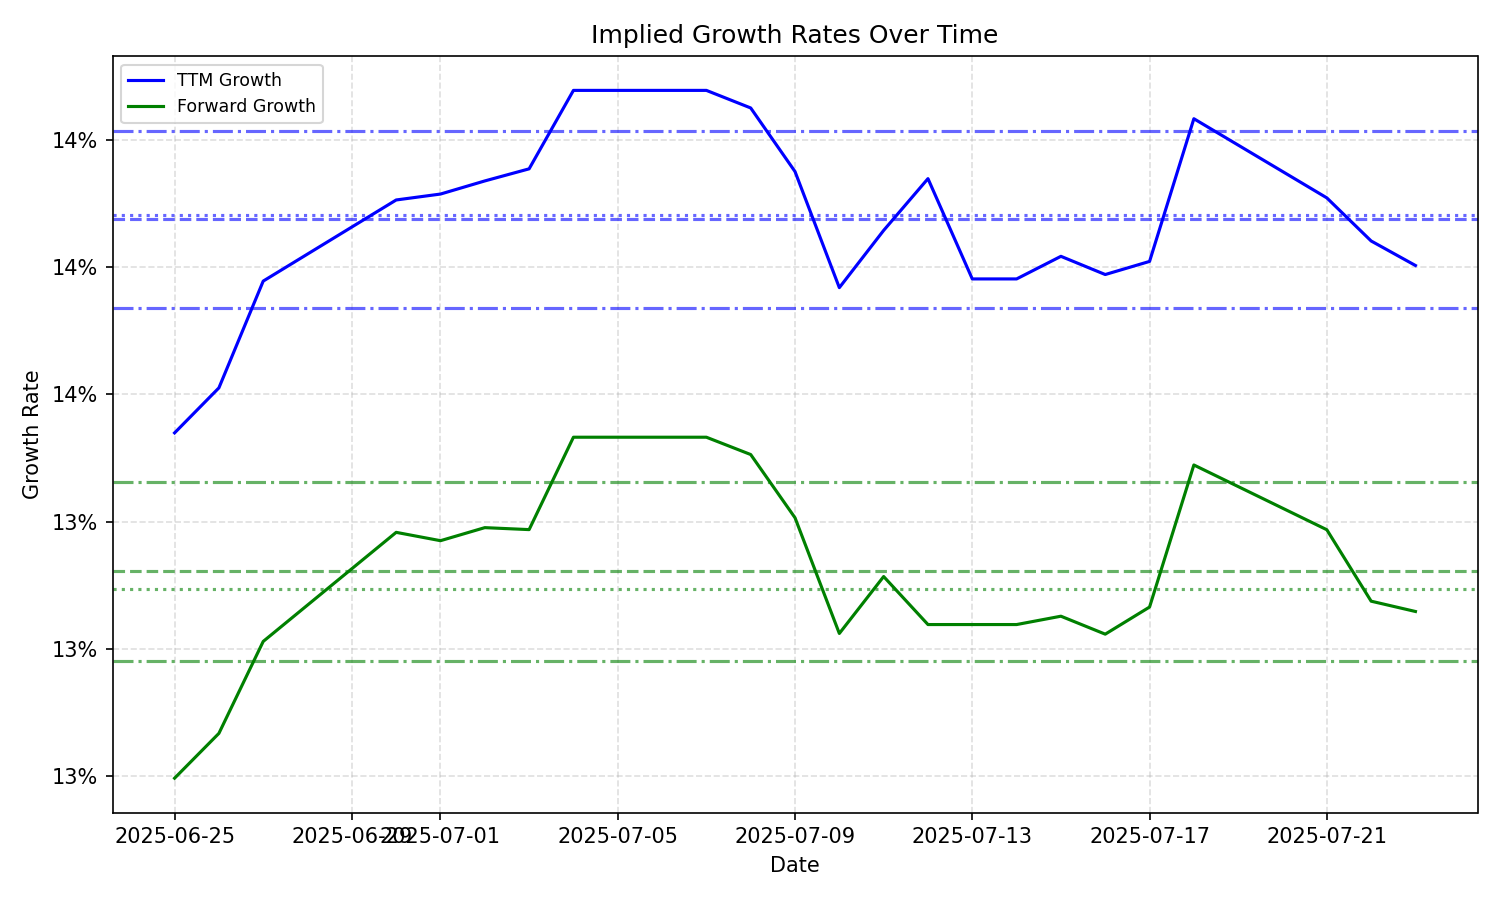 Implied Growth Rates Over Time
TTM Growth
Forward Growth
14%
14%
14%
13%
13%
13%
Growth Rate
2025-06-25
2025-06-29
2025-07-01
2025-07-05
2025-07-09
2025-07-13
2025-07-17
2025-07-21
Date